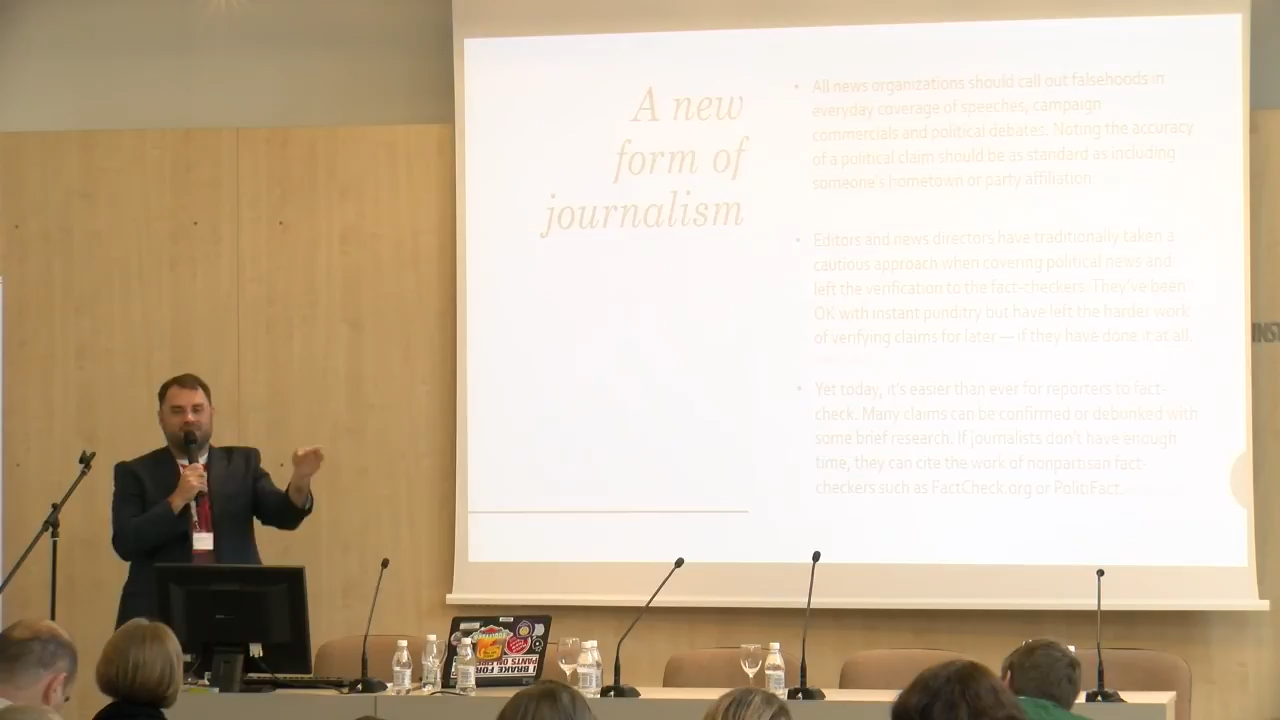 A new
form of
journalism
• All news organizations should call out falsehoods in
everyday coverage of speeches, campaign
commercials and political debates. Noting the accuracy
of a political claim should be as standard as including
someone's hometown or party affiliation
• Editors and news directors have traditionally taken a
cautious approach when covering political news and
left the verification to the fact-checkers. They've been
OK with instant punditry but have left the harder work
of verifying claims for later — if they have done it at all.
• Yet today, it's easier than ever for reporters to fact-
check. Many claims can be confirmed or debunked with
some brief research. If journalists don't have enough
time, they can cite the work of nonpartisan fact-
checkers such as FactCheck.org or PolitiFact.
I BRAKE FOR
PANTS ON FIRE